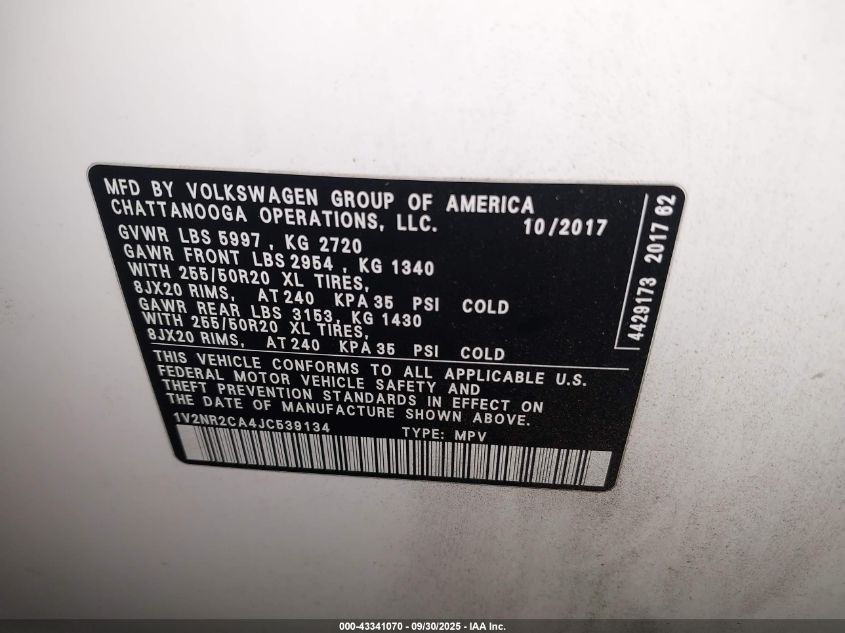 MFD BY VOLKSWAGEN GROUP OF AMERICA
CHATTANOOGA OPERATIONS, LLC.
10/2017
GVWR LBS 5997 , KG 2720
GAWR FRONT LBS 2954 , KG 1340
WITH 255/50R20 XL TIRES,
8JX20 RIMS, AT 240 KPA 35 PSI COLD
GAWR REAR LBS 3153, KG 1430
WITH 255/50R20 XL TIRES,
8JX20 RIMS, AT 240 KPA 35 PSI COLD
THIS VEHICLE CONFORMS TO ALL APPLICABLE U.S.
FEDERAL MOTOR VEHICLE SAFETY AND
THEFT PREVENTION STANDARDS IN EFFECT ON
THE DATE OF MANUFACTURE SHOWN ABOVE.
1V2NR2CA4JC539134 TYPE: MPV
4429173 2017 62
000-43341070 - 09/30/2025 - IAA Inc.